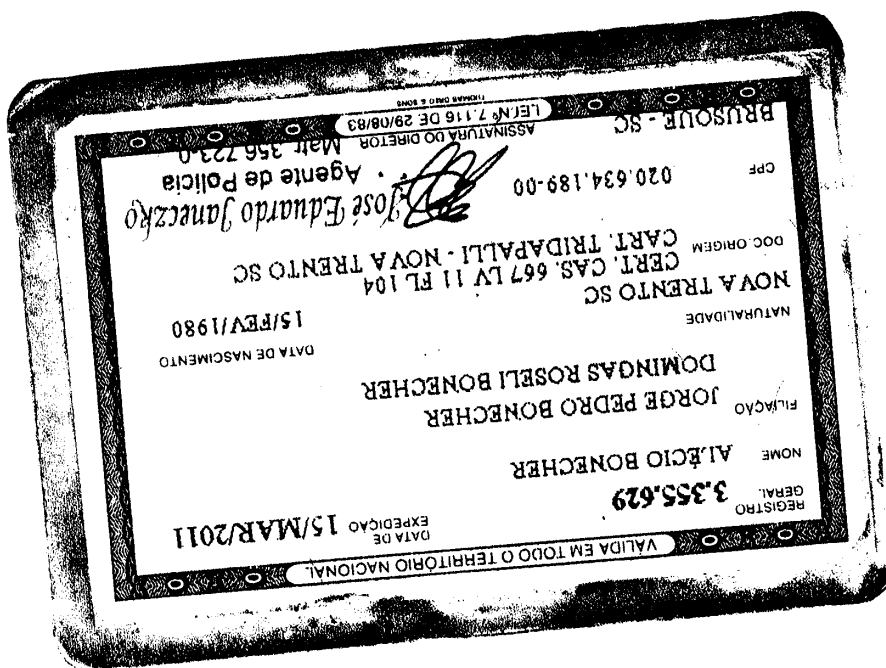 VÁLIDA EM TODO O TERRITÓRIO NACIONAL
REGISTRO GERAL 3.355.629 DATA DE EXPEDIÇÃO 15/MAR/2011
NOME ALÉCIO BONECHER
FILIAÇÃO JORGE PEDRO BONECHER
DOMINGAS ROSELI BONECHER
NATURALIDADE DATA DE NASCIMENTO
NOVA TRENTO SC 15/FEV/1980
DOC. ORIGEM CERT. CAS. 667 LV 11 FL 104
CART. TRIDAPALLI - NOVA TRENTO SC
CPF 020.634.189-00
José Eduardo Janeczko
Agente de Polícia
BRUSQUE - SC
Matr. 356.723-0
ASSINATURA DO DIRETOR
LEI Nº 7.116 DE 29/08/83
THOMAS GREG & SONS